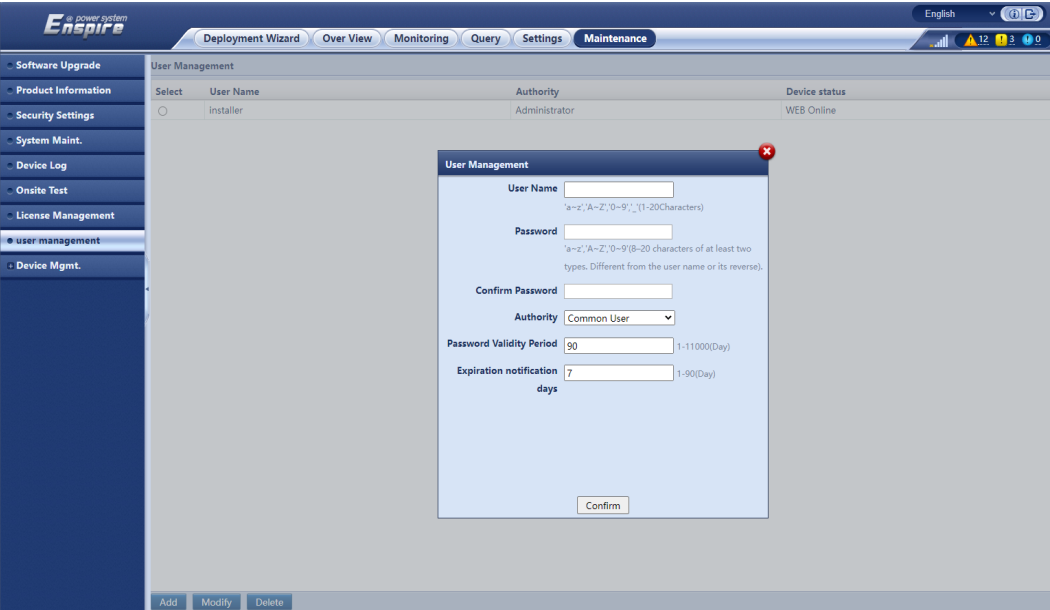 English
e power system
Enspire
Deployment Wizard Over View Monitoring Query Settings Maintenance
12 3 0
Software Upgrade
Product Information
Security Settings
System Maint.
Device Log
Onsite Test
License Management
user management
Device Mgmt.
User Management
Select User Name Authority Device status
installer Administrator WEB Online
User Management
User Name
'a~z','A~Z','0~9','_'(1-20Characters)
Password
'a~z','A~Z','0~9'(8-20 characters of at least two
types. Different from the user name or its reverse).
Confirm Password
Authority Common User
Password Validity Period 90 1-11000(Day)
Expiration notification 7 1-90(Day)
days
Confirm
Add Modify Delete